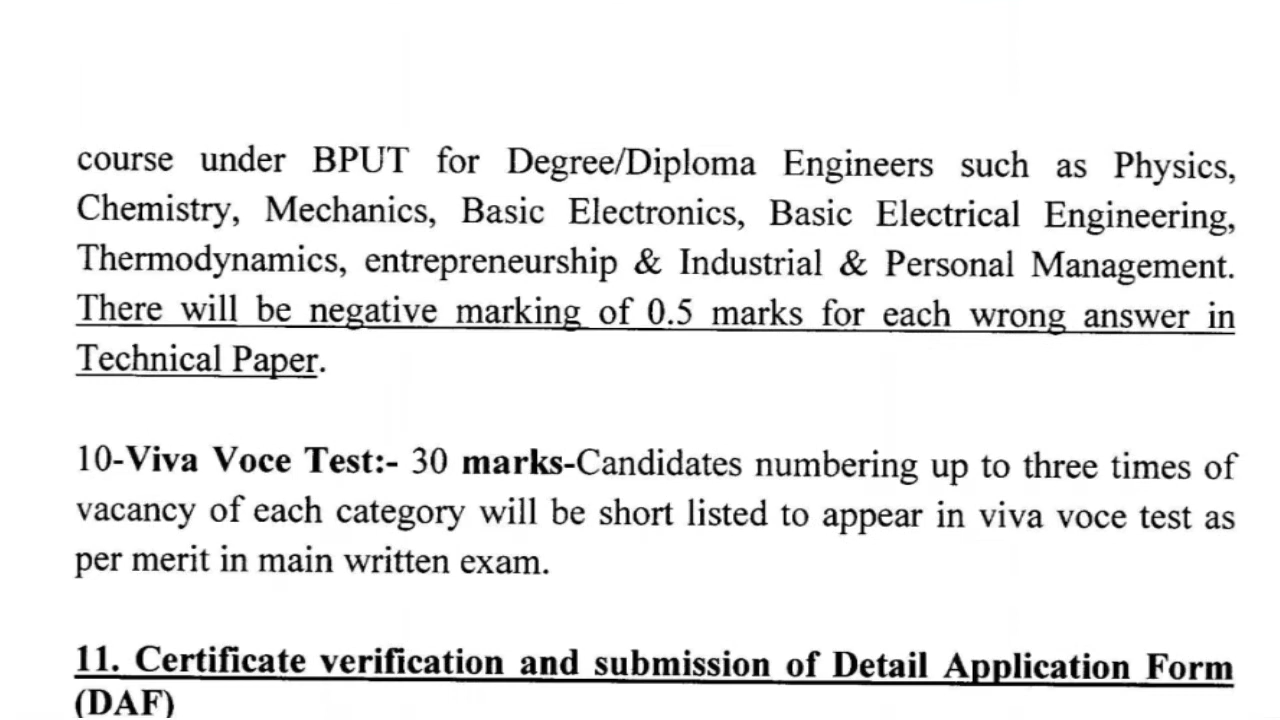 course under BPUT for Degree/Diploma Engineers such as Physics,
Chemistry, Mechanics, Basic Electronics, Basic Electrical Engineering,
Thermodynamics, entrepreneurship & Industrial & Personal Management.
There will be negative marking of 0.5 marks for each wrong answer in
Technical Paper.
10-Viva Voce Test:- 30 marks-Candidates numbering up to three times of
vacancy of each category will be short listed to appear in viva voce test as
per merit in main written exam.
11. Certificate verification and submission of Detail Application Form
(DAF)